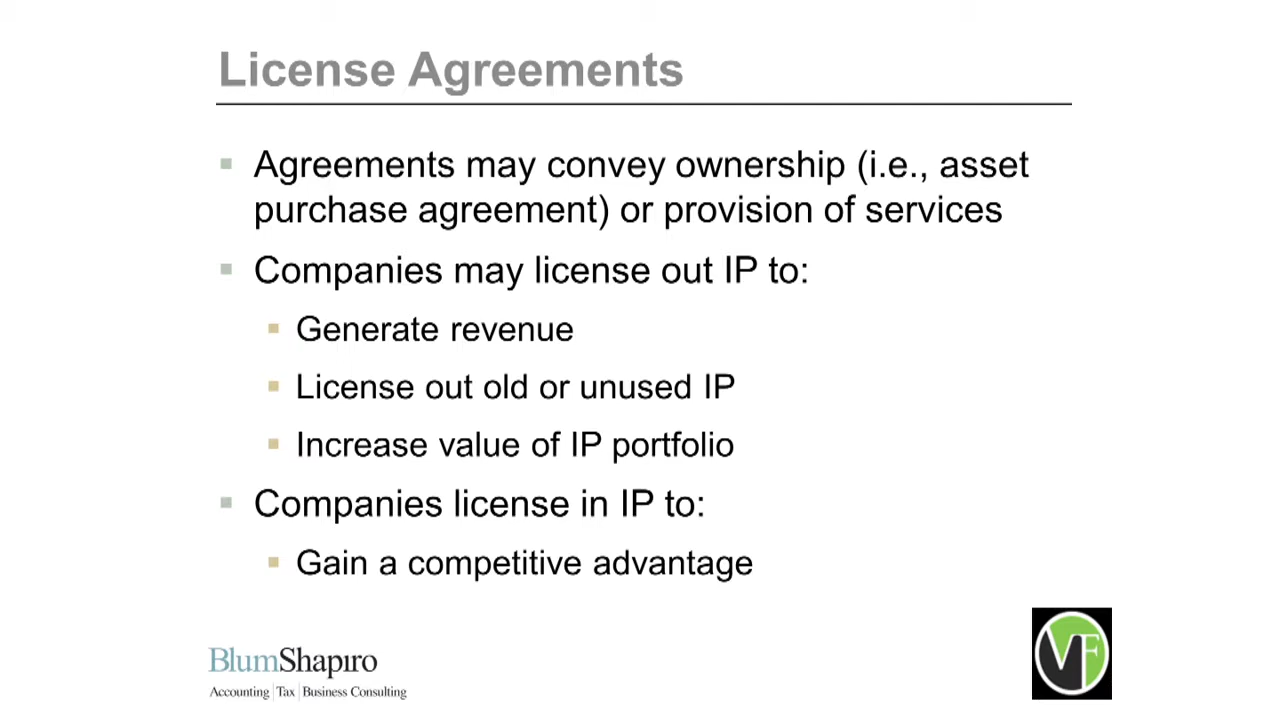 License Agreements
Agreements may convey ownership (i.e., asset
purchase agreement) or provision of services
Companies may license out IP to:
Generate revenue
License out old or unused IP
Increase value of IP portfolio
Companies license in IP to:
Gain a competitive advantage
BlumShapiro
Accounting | Tax | Business Consulting
VF